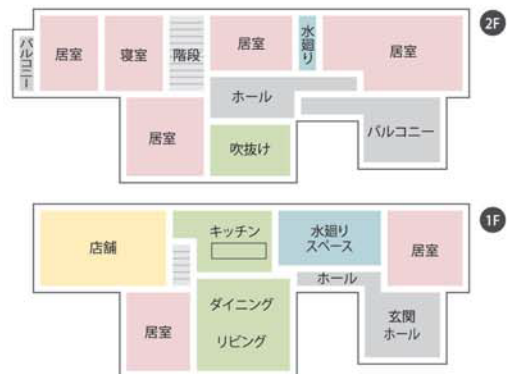 2F
バルコニー
居室
寝室
階段
居室
水廻り
居室
ホール
居室
吹抜け
バルコニー
1F
店舗
キッチン
水廻り
スペース
居室
ホール
居室
ダイニング
リビング
玄関
ホール